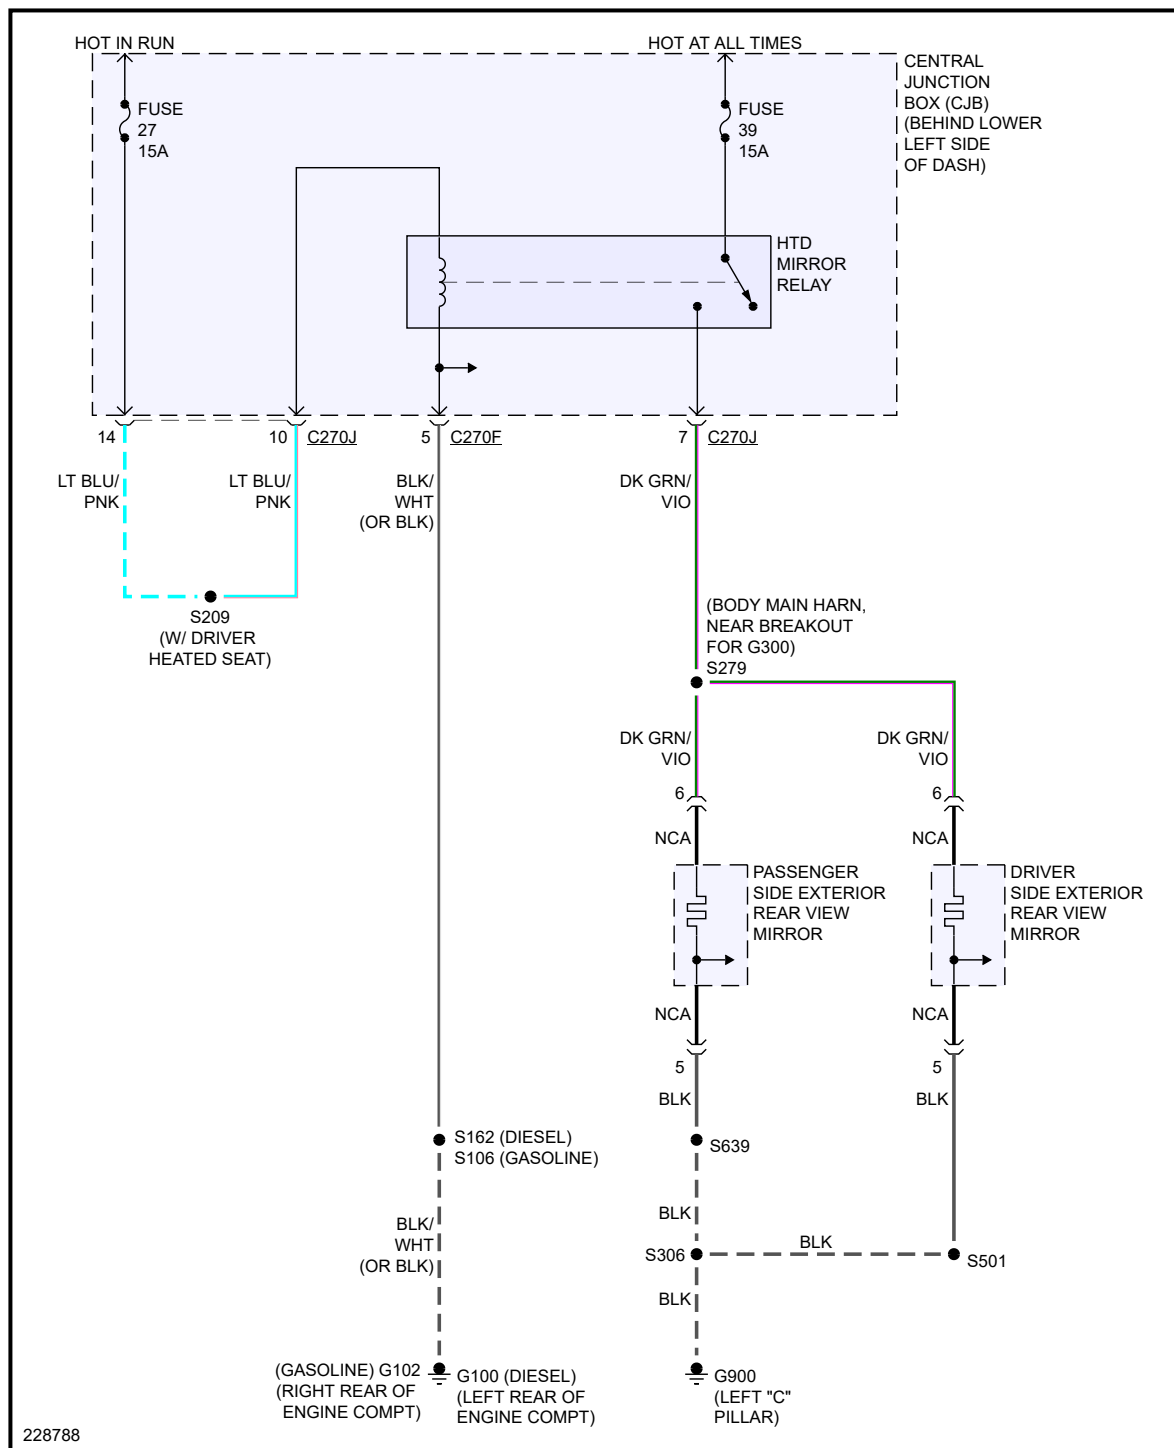 HOT IN RUN
HOT AT ALL TIMES
FUSE
27
15A
FUSE
39
15A
CENTRAL
JUNCTION
BOX (CJB)
(BEHIND LOWER
LEFT SIDE
OF DASH)
HTD
MIRROR
RELAY
14
10
C270J
5
C270F
7
C270J
LT BLU/
PNK
LT BLU/
PNK
BLK/
WHT
(OR BLK)
DK GRN/
VIO
S209
(W/ DRIVER
HEATED SEAT)
(BODY MAIN HARN,
NEAR BREAKOUT
FOR G300)
S279
DK GRN/
VIO
DK GRN/
VIO
6
6
NCA
NCA
PASSENGER
SIDE EXTERIOR
REAR VIEW
MIRROR
DRIVER
SIDE EXTERIOR
REAR VIEW
MIRROR
NCA
NCA
5
5
BLK
BLK
S162 (DIESEL)
S106 (GASOLINE)
S639
BLK/
WHT
(OR BLK)
BLK
S306
BLK
S501
BLK
(GASOLINE) G102
(RIGHT REAR OF
ENGINE COMPT)
G100 (DIESEL)
(LEFT REAR OF
ENGINE COMPT)
G900
(LEFT "C"
PILLAR)
228788